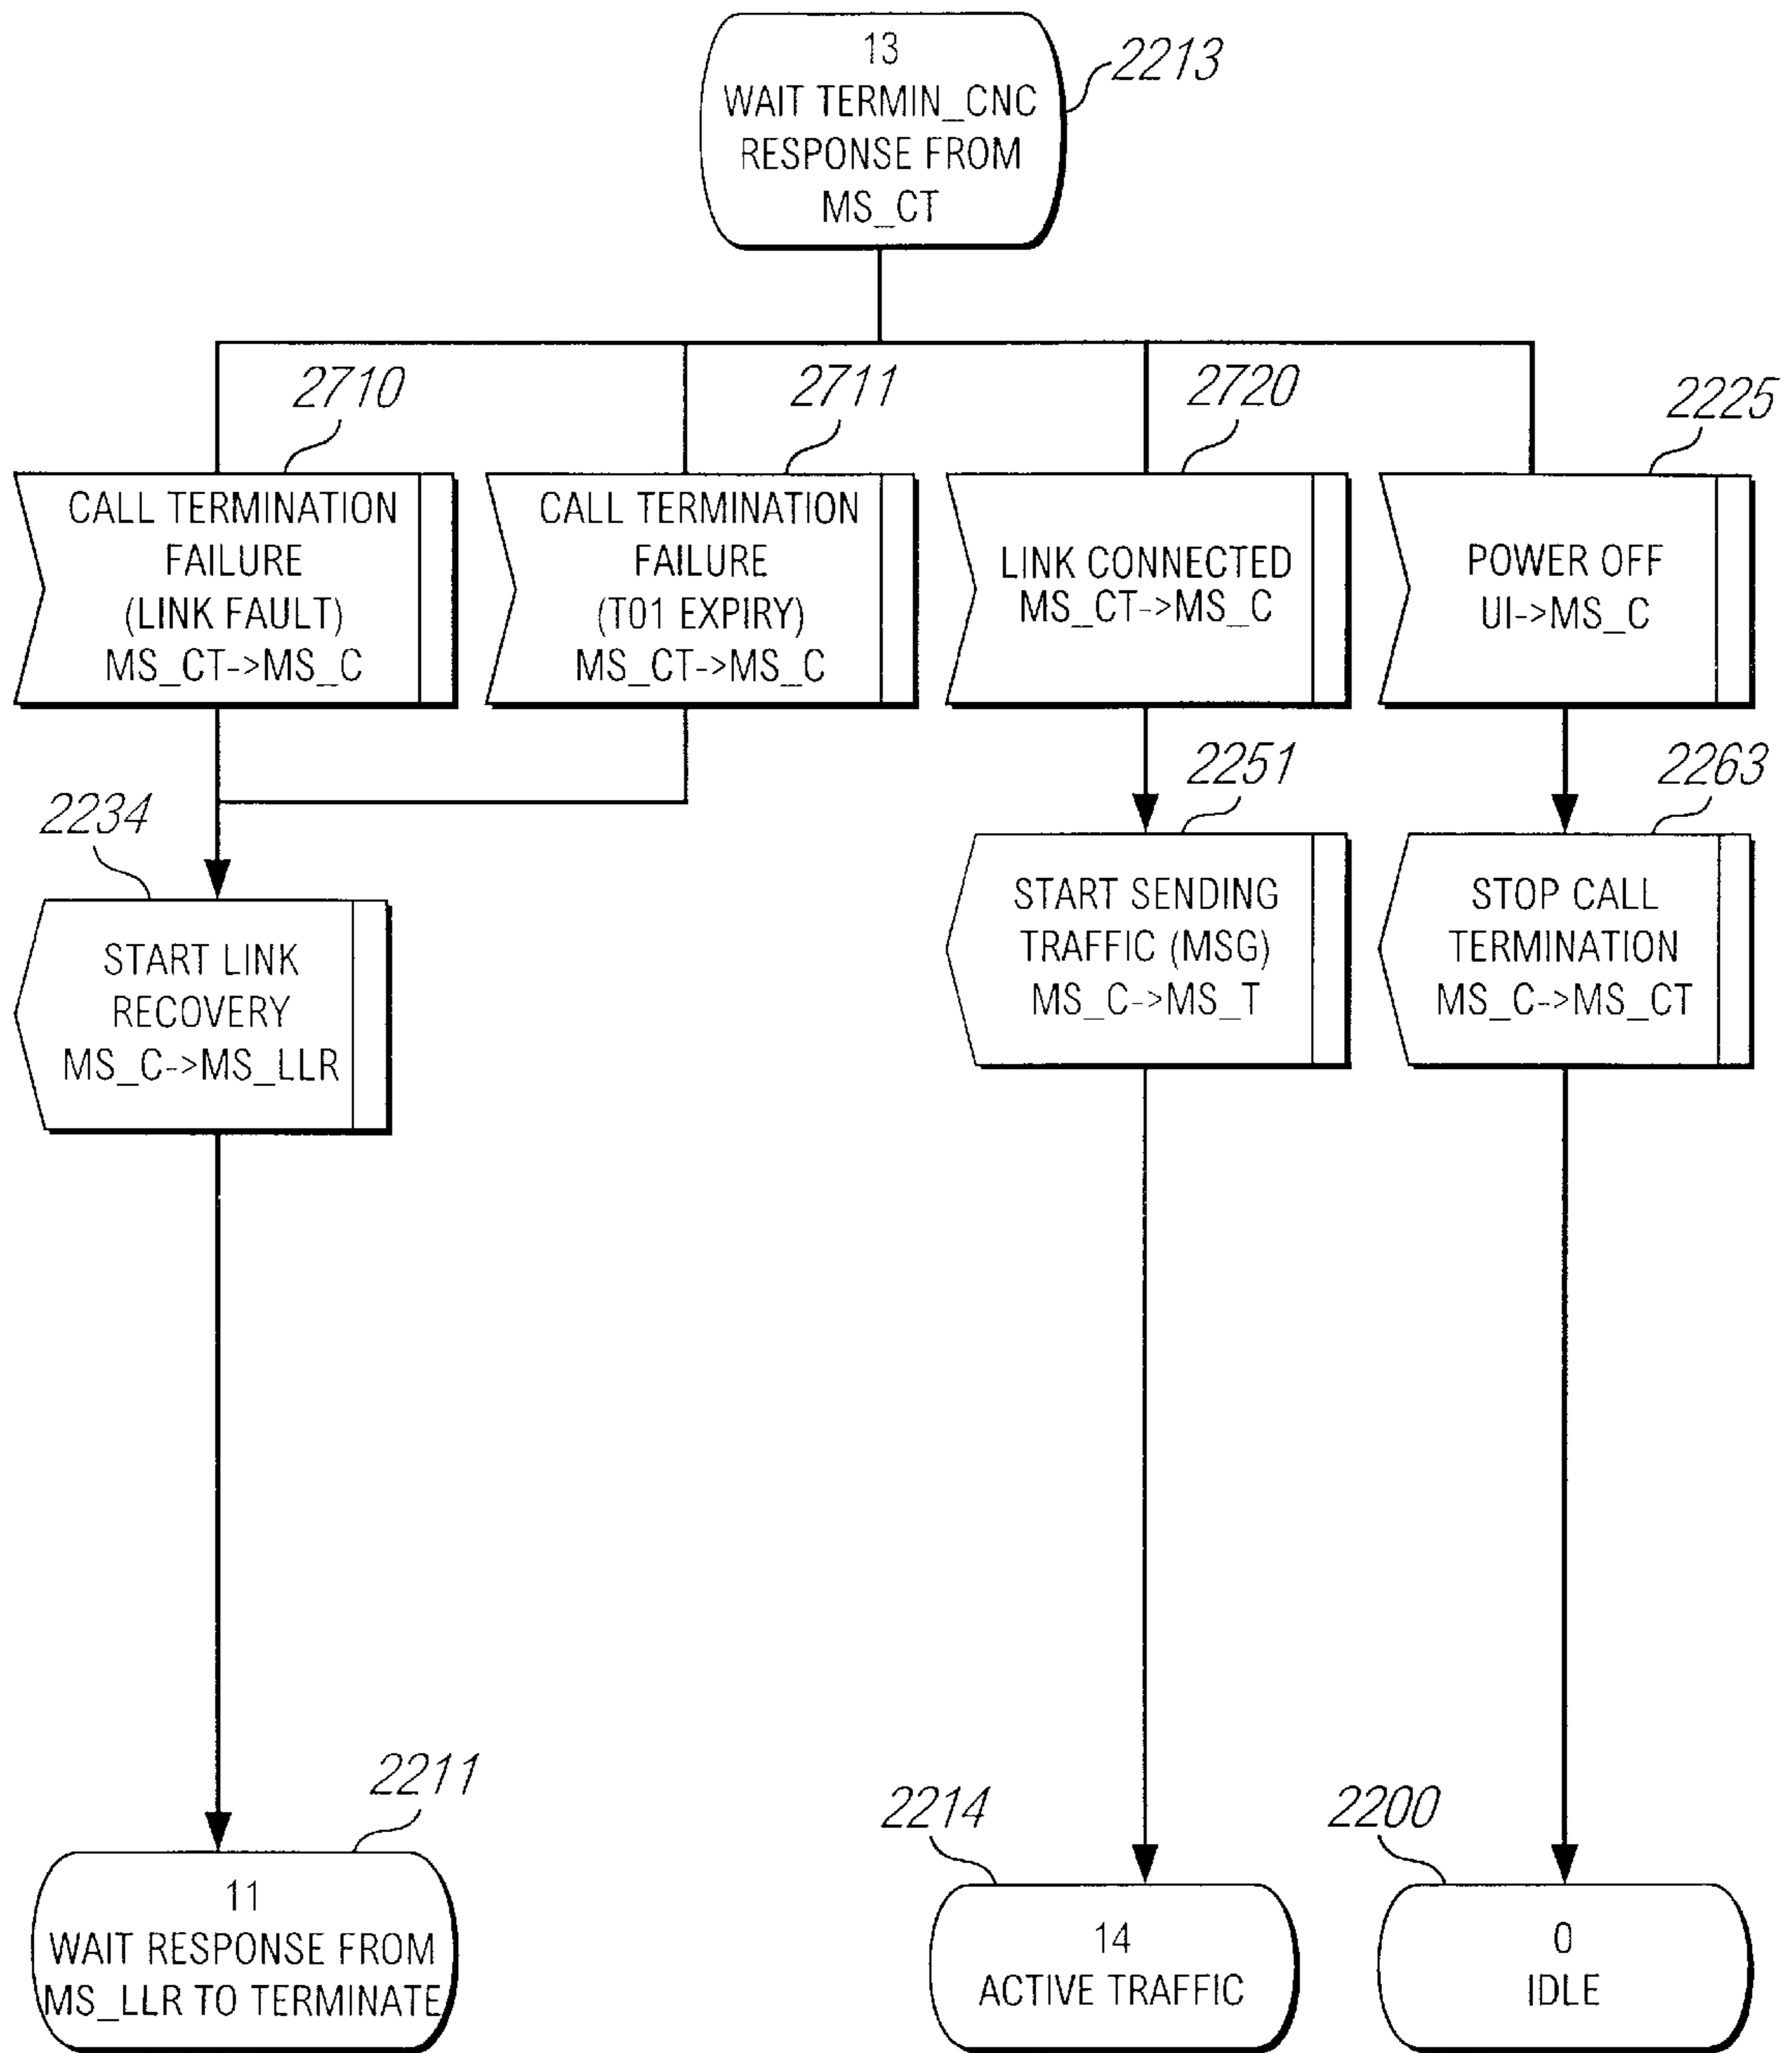 13
WAIT TERMIN_CNC
RESPONSE FROM
MS_CT
2213
2710
CALL TERMINATION
FAILURE
(LINK FAULT)
MS_CT->MS_C
2711
CALL TERMINATION
FAILURE
(T01 EXPIRY)
MS_CT->MS_C
2720
LINK CONNECTED
MS_CT->MS_C
2225
POWER OFF
UI->MS_C
2234
START LINK
RECOVERY
MS_C->MS_LLR
2251
START SENDING
TRAFFIC (MSG)
MS_C->MS_T
2263
STOP CALL
TERMINATION
MS_C->MS_CT
2211
11
WAIT RESPONSE FROM
MS_LLR TO TERMINATE
2214
14
ACTIVE TRAFFIC
2200
0
IDLE